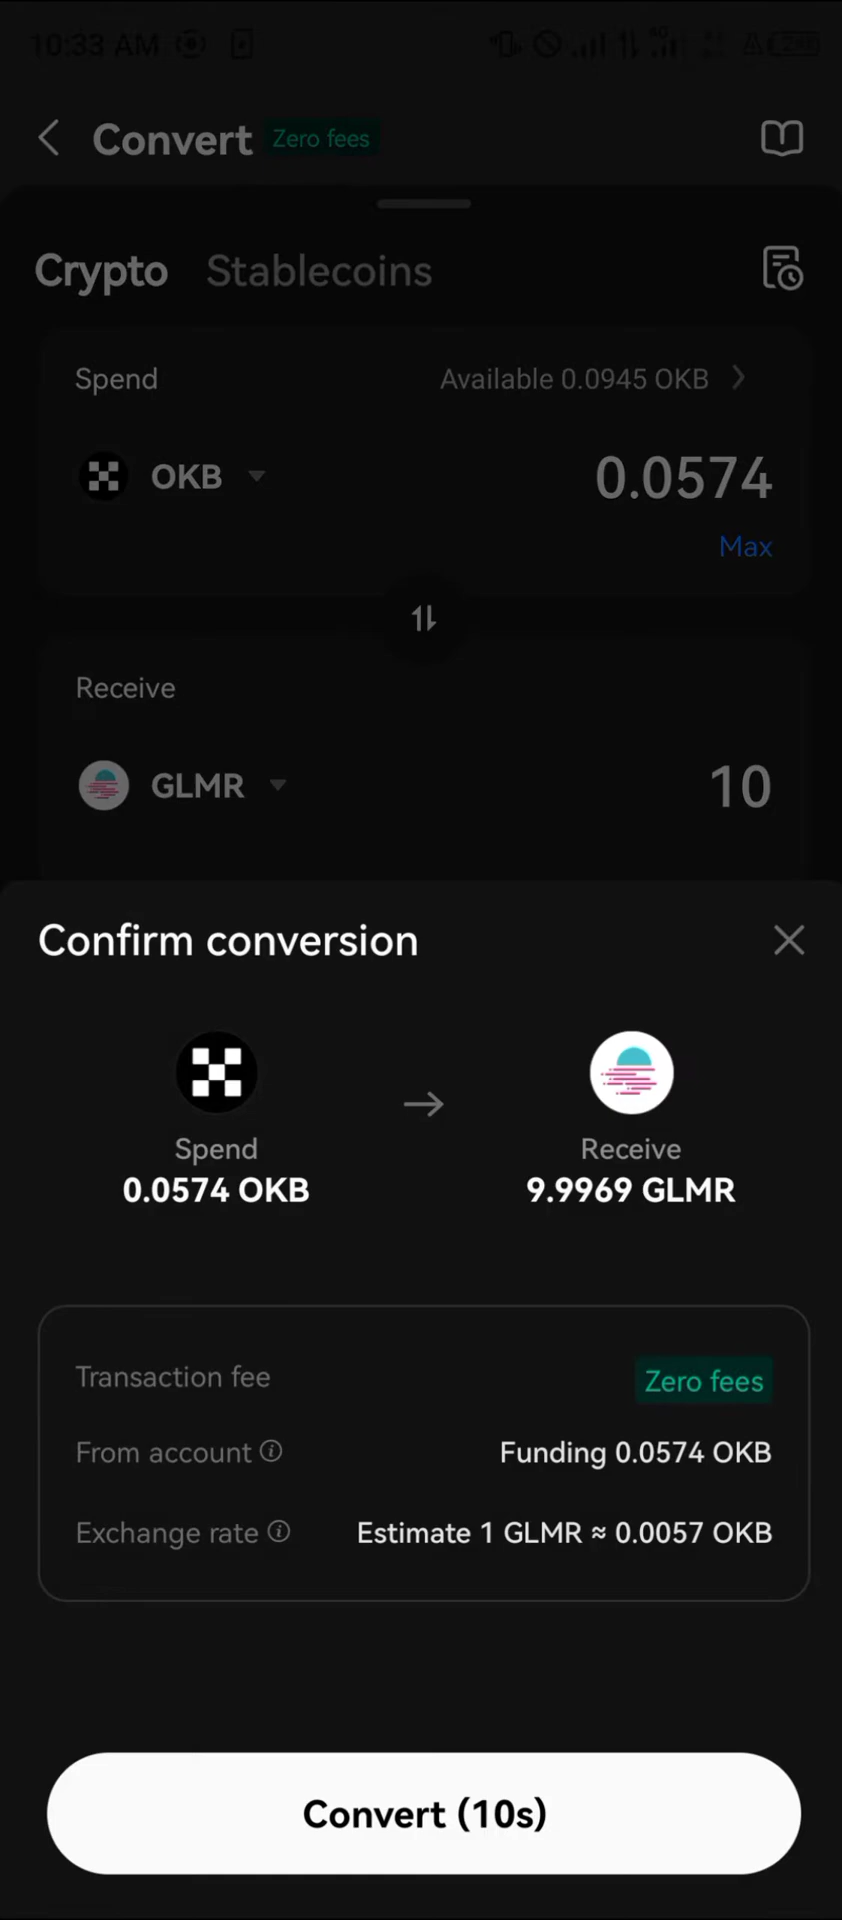 10:33 AM
Convert Zero fees
Crypto Stablecoins
Spend Available 0.0945 OKB
OKB 0.0574
Max
Receive
GLMR 10
Confirm conversion
Spend Receive
0.0574 OKB 9.9969 GLMR
Transaction fee Zero fees
From account Funding 0.0574 OKB
Exchange rate Estimate 1 GLMR ≈ 0.0057 OKB
Convert (10s)